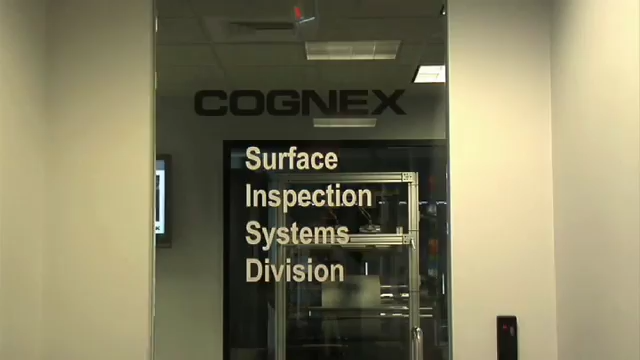 COGNEX
Surface
Inspection
Systems
Division